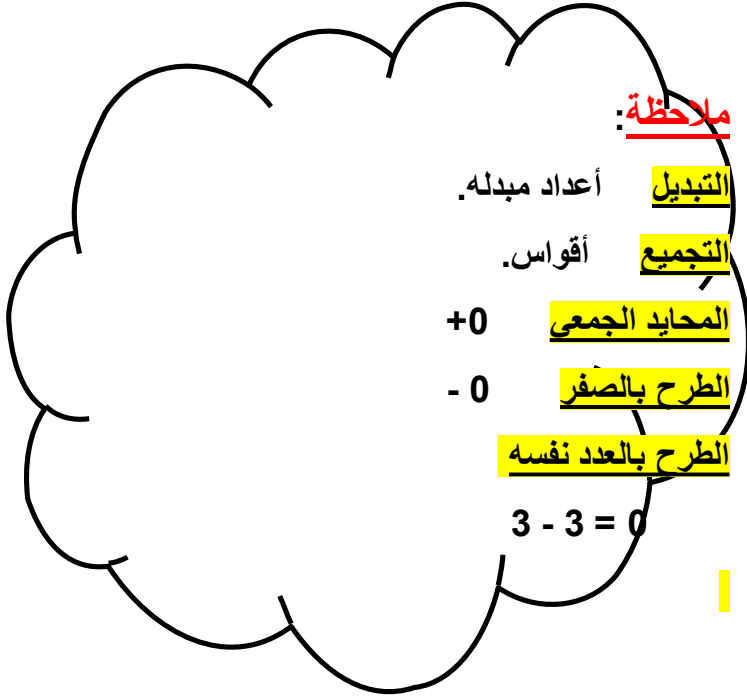 ملاحظة:
التبديل أعداد مبدله.
التجميع أقواس.
المحايد الجمعي +0
الطرح بالصفر - 0
الطرح بالعدد نفسه
3 - 3 = 0